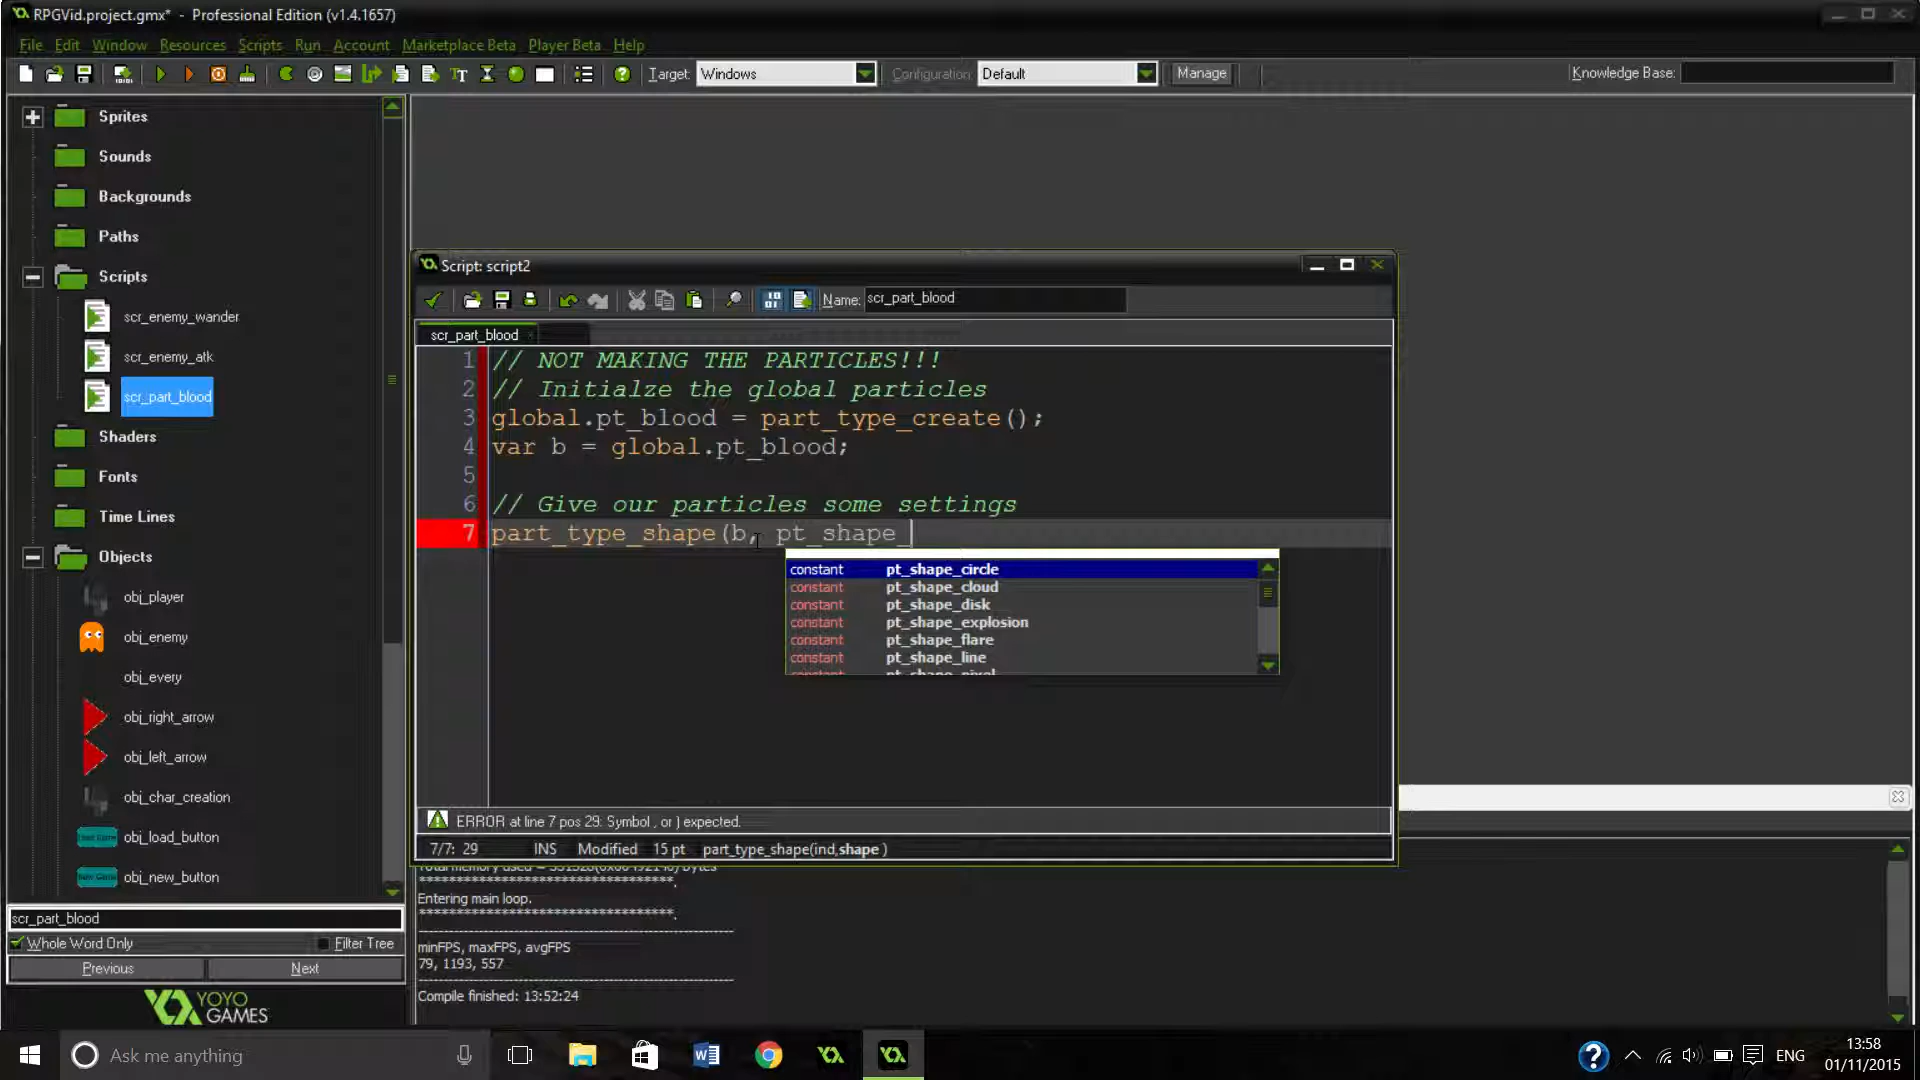 RPGVid.project.gmx* - Professional Edition (v1.4.1657)
File Edit Window Resources Scripts Run Account Marketplace Beta Player Beta Help
Target: Windows Configuration: Default Manage Knowledge Base:
Sprites
Sounds
Backgrounds
Paths
Scripts
scr_enemy_wander
scr_enemy_atk
scr_part_blood
Shaders
Fonts
Time Lines
Objects
obj_player
obj_enemy
obj_every
obj_right_arrow
obj_left_arrow
obj_char_creation
obj_load_button
obj_new_button
scr_part_blood
Whole Word Only Filter Tree
Previous Next
YOYO
GAMES
Script: script2
Name: scr_part_blood
scr_part_blood
1 // NOT MAKING THE PARTICLES!!!
2 // Initialze the global particles
3 global.pt_blood = part_type_create();
4 var b = global.pt_blood;
5
6 // Give our particles some settings
7 part_type_shape(b, pt_shape_
constant pt_shape_circle
constant pt_shape_cloud
constant pt_shape_disk
constant pt_shape_explosion
constant pt_shape_flare
constant pt_shape_line
constant pt_shape_pixel
ERROR at line 7 pos 29: Symbol , or ) expected.
7/7: 29 INS Modified 15 pt part_type_shape(ind,shape )
Entering main loop.
minFPS, maxFPS, avgFPS
79, 1193, 557
Compile finished: 13:52:24
Ask me anything
ENG
13:58
01/11/2015